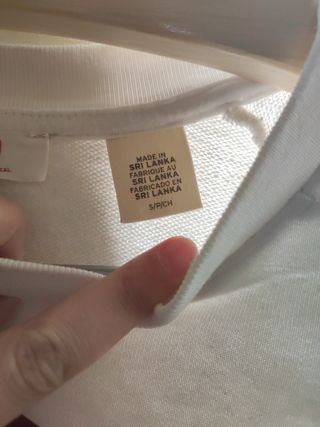 MADE IN
SRI LANKA
FABRIQUE AU
SRI LANKA
FABRICADO EN
SRI LANKA
S/P/CH